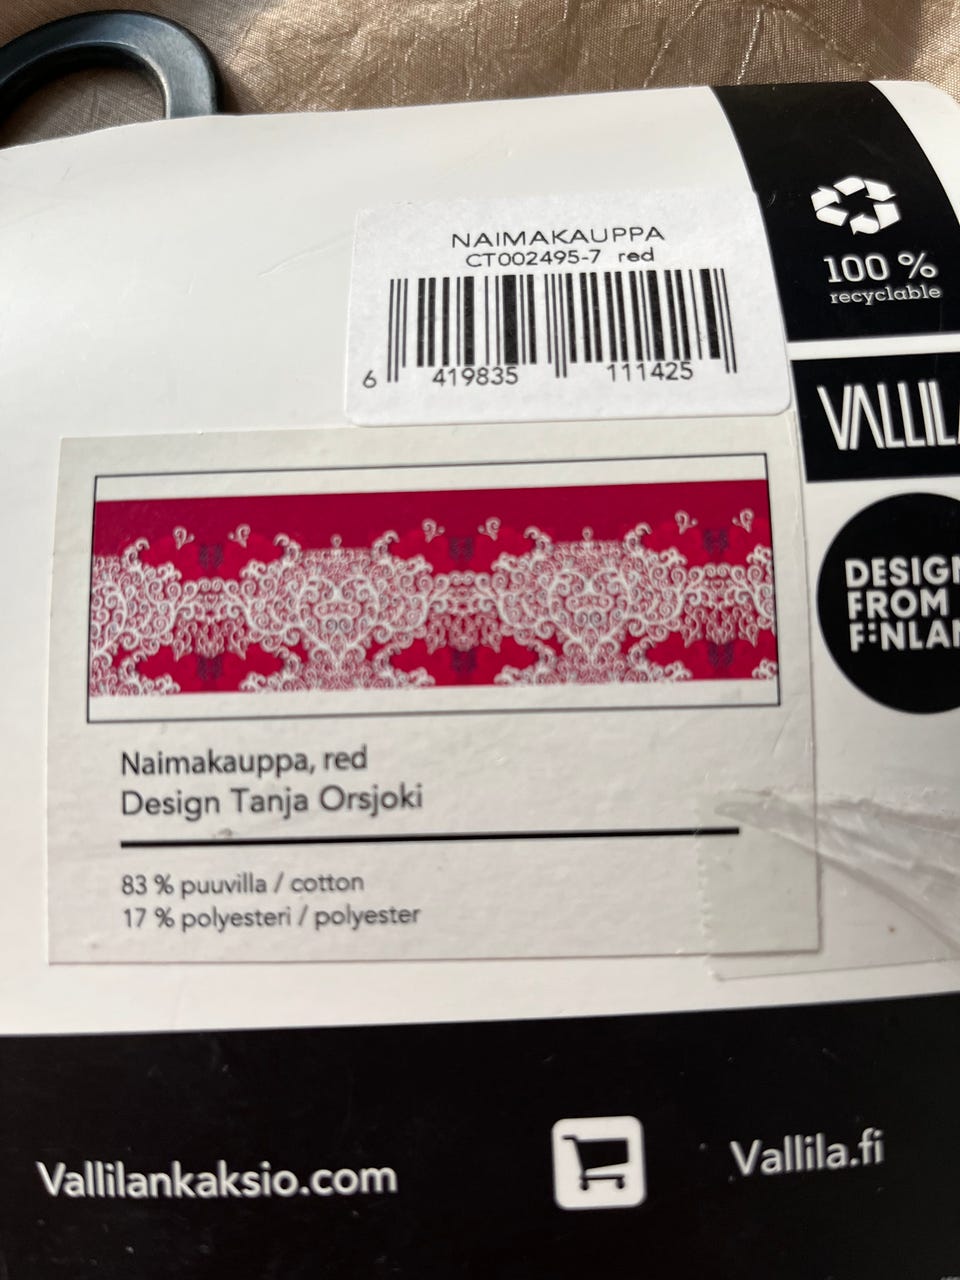 NAIMAKAUPPA
CT002495-7 red
6 419835 111425
100 %
recyclable
VALLILA
DESIGN
FROM
FINLAN
Naimakauppa, red
Design Tanja Orsjoki
83 % puuvilla / cotton
17 % polyesteri / polyester
Vallilankaksio.com
Vallila.fi